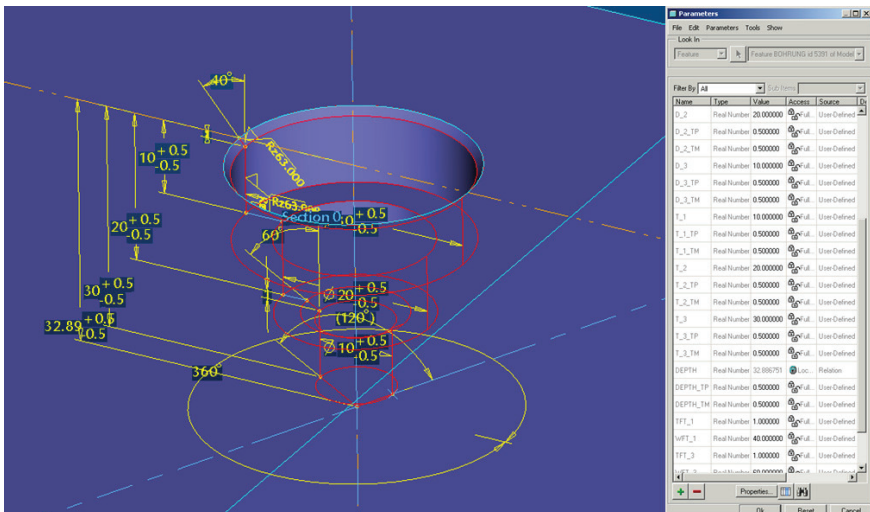 40°
10 +0.5 -0.5
20 +0.5 -0.5
30 +0.5 -0.5
32.89 +0.5 -0.5
Rz63.000
Rz63.000
Section 0
+0.5 -0.5
60°
Ø 20 +0.5 -0.5
(120°)
Ø 10 +0.5 -0.5
360°
Parameters
File Edit Parameters Tools Show
Look In
Feature Feature BOHRUNG id 5391 of Model
Filter By All Sub Items
Name Type Value Access Source
D_2 Real Number 20.000000 Full... User-Defined
D_2_TP Real Number 0.500000 Full... User-Defined
D_2_TM Real Number 0.500000 Full... User-Defined
D_3 Real Number 10.000000 Full... User-Defined
D_3_TP Real Number 0.500000 Full... User-Defined
D_3_TM Real Number 0.500000 Full... User-Defined
T_1 Real Number 10.000000 Full... User-Defined
T_1_TP Real Number 0.500000 Full... User-Defined
T_1_TM Real Number 0.500000 Full... User-Defined
T_2 Real Number 20.000000 Full... User-Defined
T_2_TP Real Number 0.500000 Full... User-Defined
T_2_TM Real Number 0.500000 Full... User-Defined
T_3 Real Number 30.000000 Full... User-Defined
T_3_TP Real Number 0.500000 Full... User-Defined
T_3_TM Real Number 0.500000 Full... User-Defined
DEPTH Real Number 32.886751 Loc... Relation
DEPTH_TP Real Number 0.500000 Full... User-Defined
DEPTH_TM Real Number 0.500000 Full... User-Defined
TFT_1 Real Number 1.000000 Full... User-Defined
WFT_1 Real Number 40.000000 Full... User-Defined
TFT_3 Real Number 1.000000 Full... User-Defined
Real Number 60.000000 Full... User-Defined
Properties...
Ok Reset Cancel